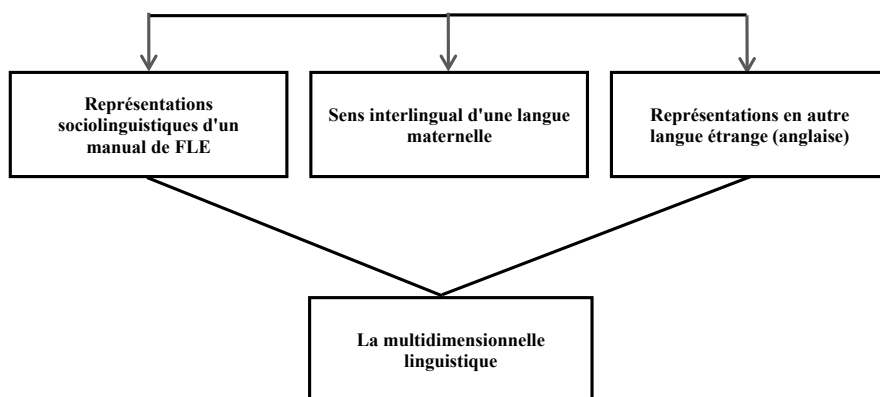 Représentations
sociolinguistiques d'un
manual de FLE
Sens interlingual d'une langue
maternelle
Représentations en autre
langue étrange (anglaise)
La multidimensionnelle
linguistique